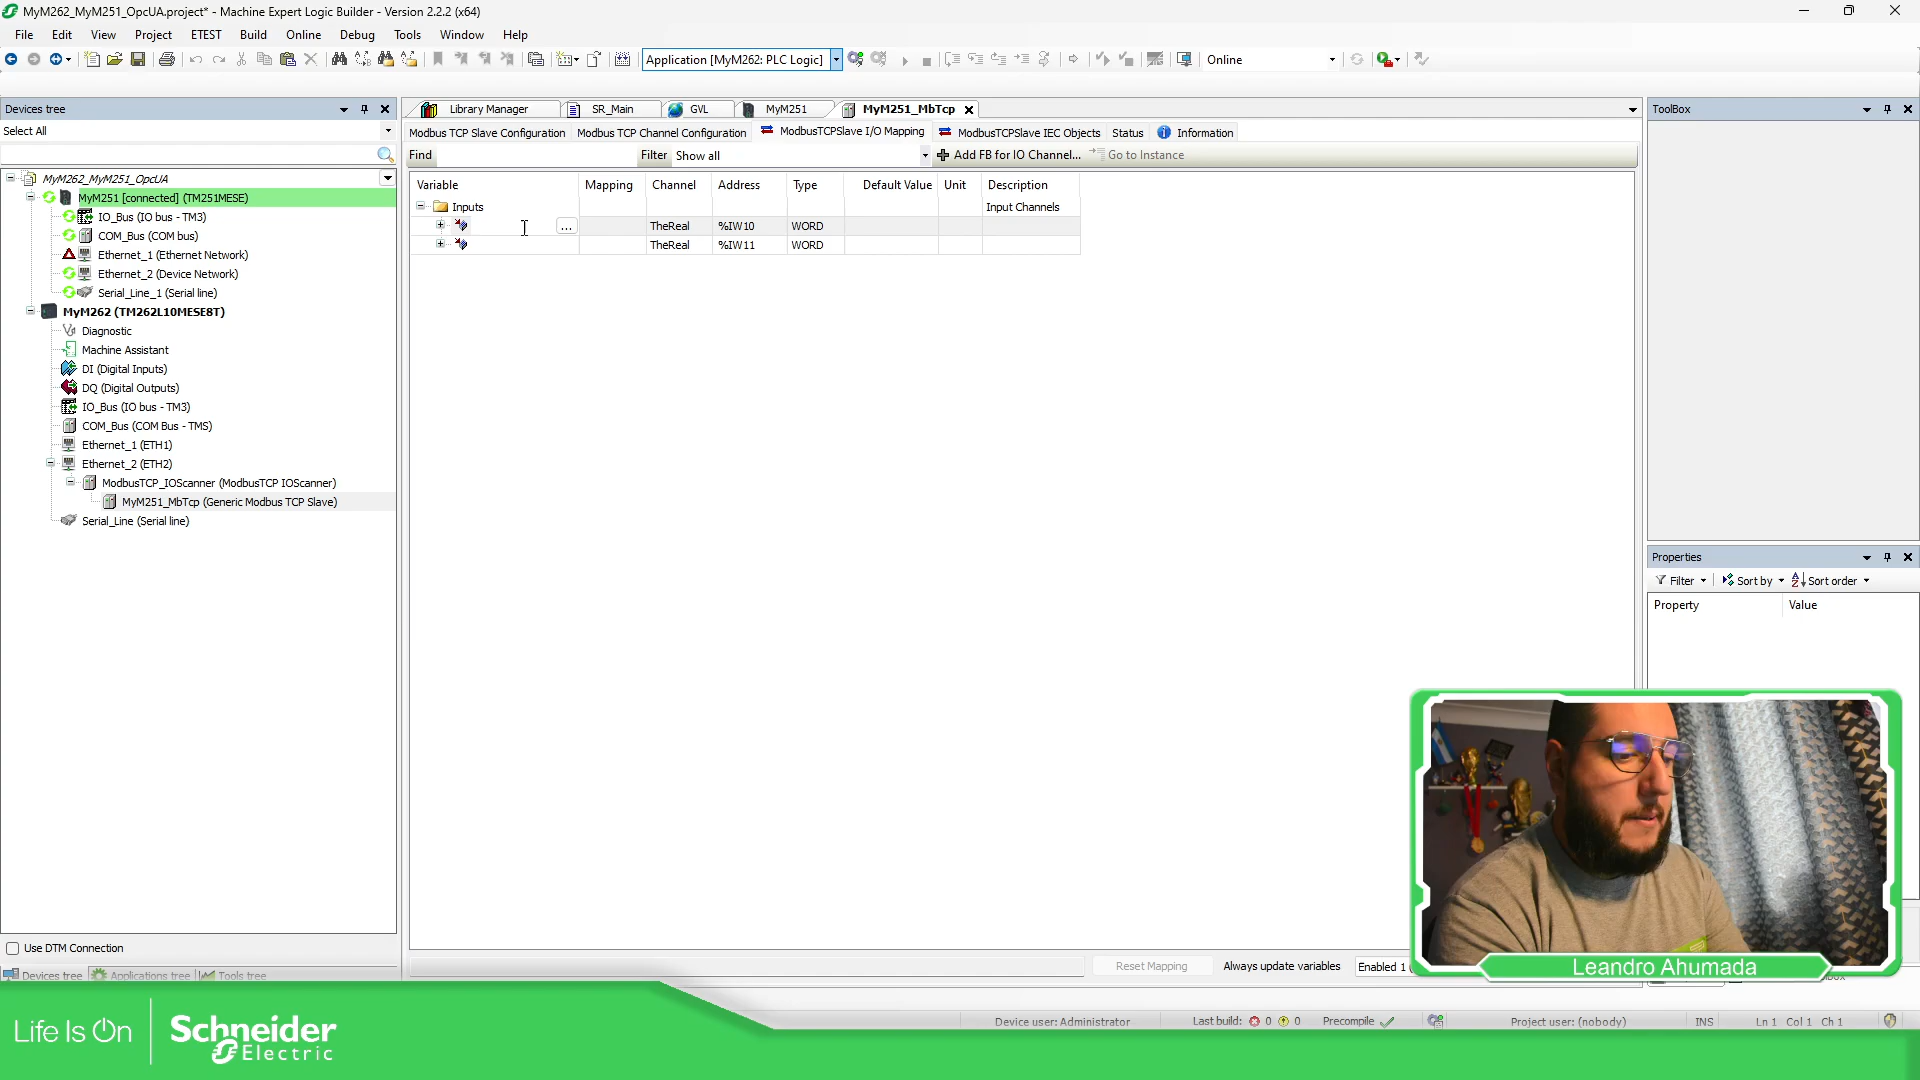 MyM262_MyM251_OpcUA.project* - Machine Expert Logic Builder - Version 2.2.2 (x64)
File Edit View Project ETEST Build Online Debug Tools Window Help
Application [MyM262: PLC Logic] Online
Devices tree
Select All
MyM262_MyM251_OpcUA
MyM251 [connected] (TM251MESE)
IO_Bus (IO bus - TM3)
COM_Bus (COM bus)
Ethernet_1 (Ethernet Network)
Ethernet_2 (Device Network)
Serial_Line_1 (Serial line)
MyM262 (TM262L10MESE8T)
Diagnostic
Machine Assistant
DI (Digital Inputs)
DQ (Digital Outputs)
IO_Bus (IO bus - TM3)
COM_Bus (COM Bus - TMS)
Ethernet_1 (ETH1)
Ethernet_2 (ETH2)
ModbusTCP_IOScanner (ModbusTCP IOScanner)
MyM251_MbTcp (Generic Modbus TCP Slave)
Serial_Line (Serial line)
Use DTM Connection
Devices tree Applications tree Tools tree
Library Manager SR_Main GVL MyM251 MyM251_MbTcp
Modbus TCP Slave Configuration Modbus TCP Channel Configuration ModbusTCPSlave I/O Mapping ModbusTCPSlave IEC Objects Status Information
Find Filter Show all Add FB for IO Channel... Go to Instance
Variable Mapping Channel Address Type Default Value Unit Description
Inputs Input Channels
... TheReal %IW10 WORD
TheReal %IW11 WORD
Reset Mapping Always update variables Enabled 1
ToolBox
Properties
Filter Sort by Sort order
Property Value
Leandro Ahumada
Device user: Administrator Last build: 0 0 Precompile Project user: (nobody) INS Ln 1 Col 1 Ch 1
Life Is On Schneider Electric